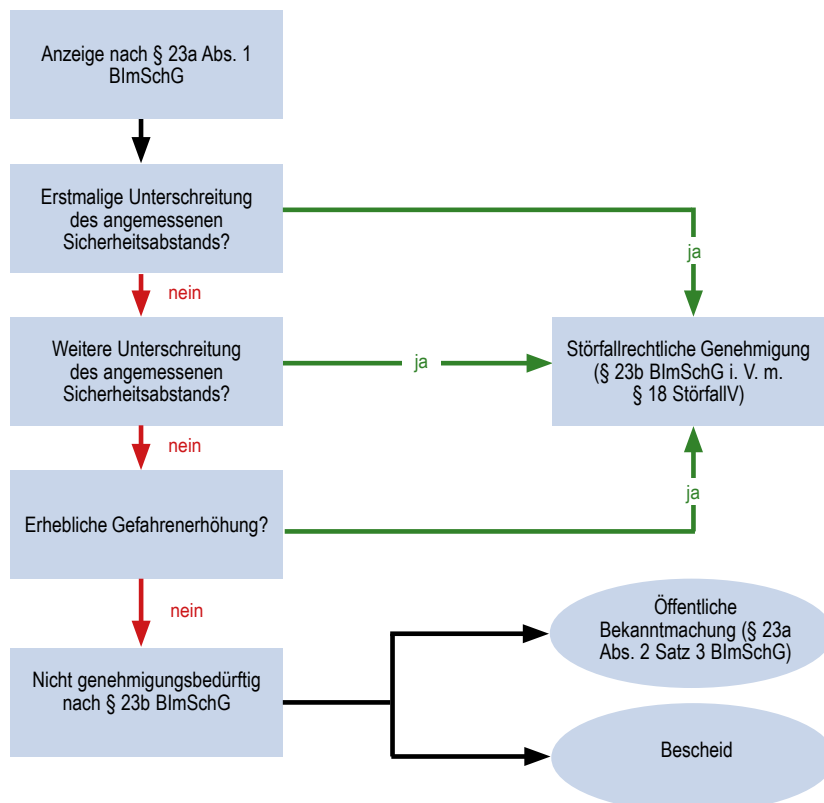 Anzeige nach § 23a Abs. 1
BImSchG
Erstmalige Unterschreitung
des angemessenen
Sicherheitsabstands?
ja
nein
Weitere Unterschreitung
des angemessenen
Sicherheitsabstands?
ja
Störfallrechtliche Genehmigung
(§ 23b BImSchG i. V. m.
§ 18 StörfallV)
nein
Erhebliche Gefahrenerhöhung?
ja
nein
Öffentliche
Bekanntmachung (§ 23a
Abs. 2 Satz 3 BImSchG)
Nicht genehmigungsbedürftig
nach § 23b BImSchG
Bescheid